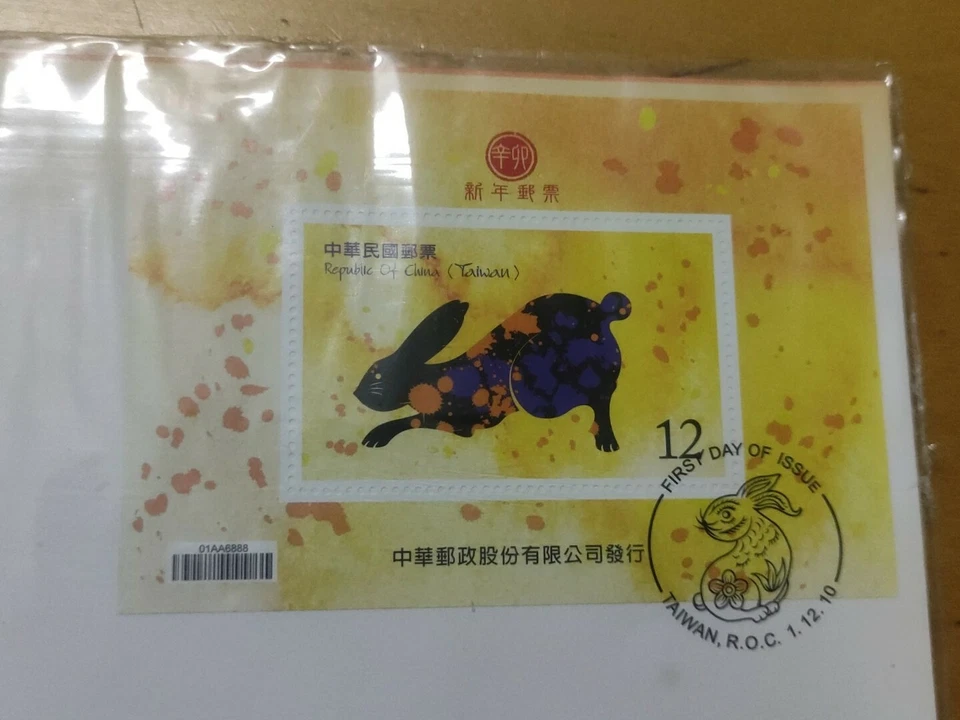 辛卯
新年郵票
中華民國郵票
Republic Of China (Taiwan)
12
FIRST DAY OF ISSUE
01AA6888
中華郵政股份有限公司發行
TAIWAN, R.O.C. 1. 12. 10